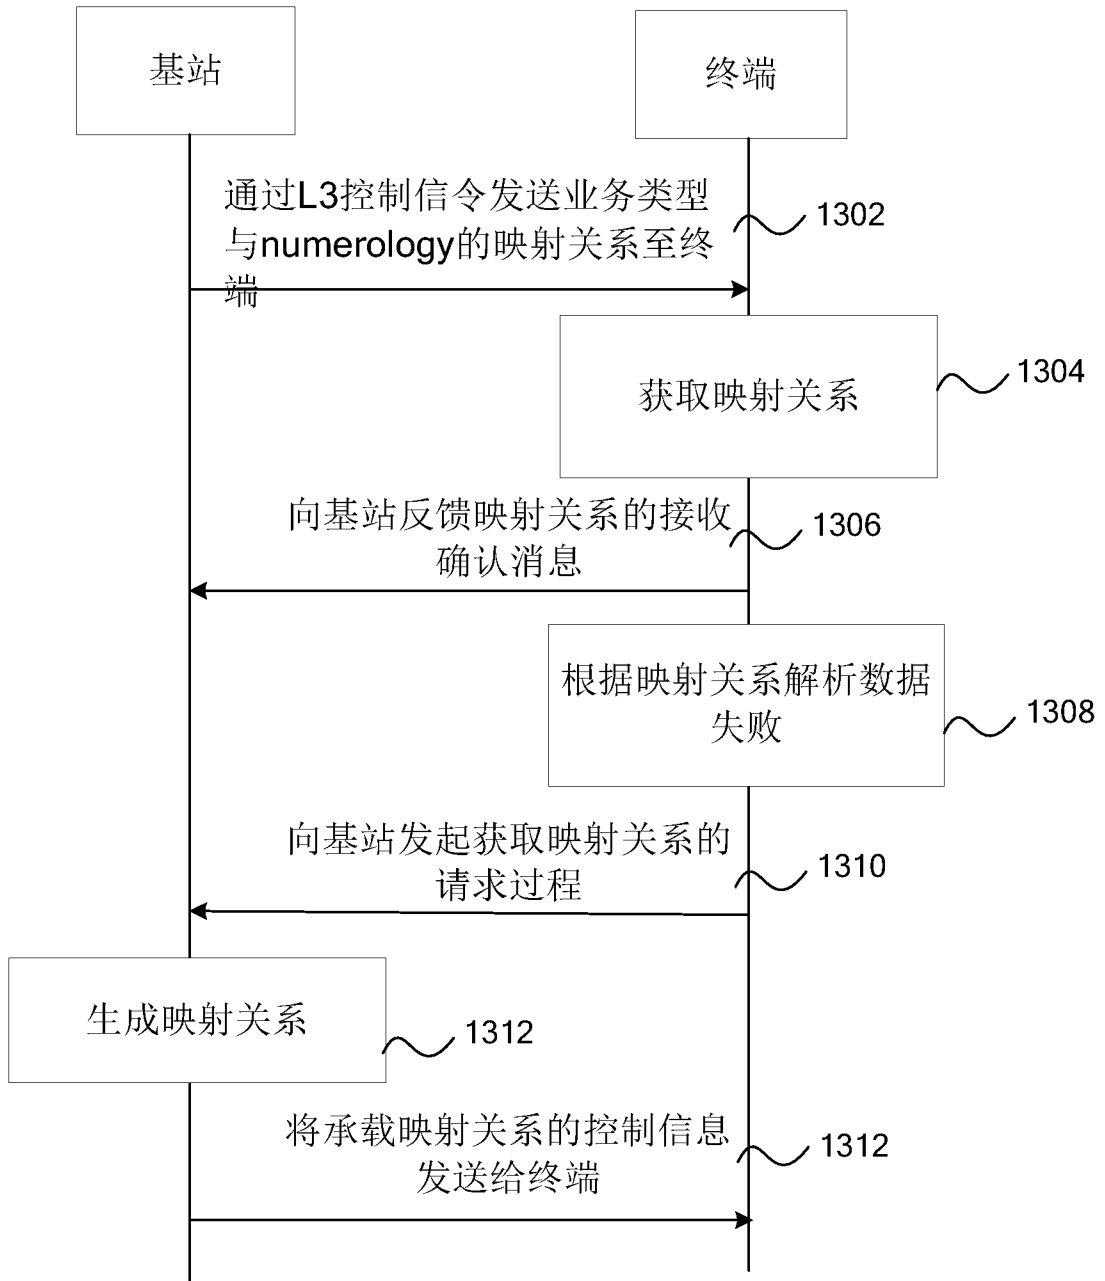 基站
终端
通过L3控制信令发送业务类型
与numerology的映射关系至终
端
1302
获取映射关系
1304
向基站反馈映射关系的接收
确认消息
1306
根据映射关系解析数据
失败
1308
向基站发起获取映射关系的
请求过程
1310
生成映射关系
1312
将承载映射关系的控制信息
发送给终端
1312